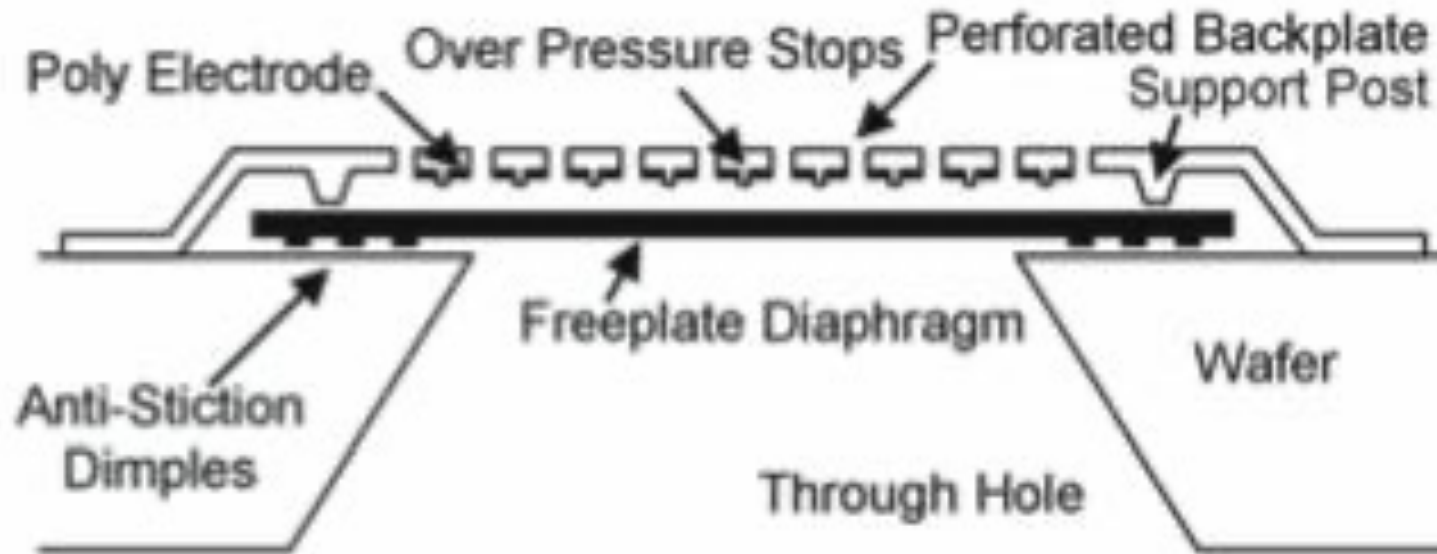 Poly Electrode
Over Pressure Stops
Perforated Backplate
Support Post
Freeplate Diaphragm
Wafer
Anti-Stiction
Dimples
Through Hole